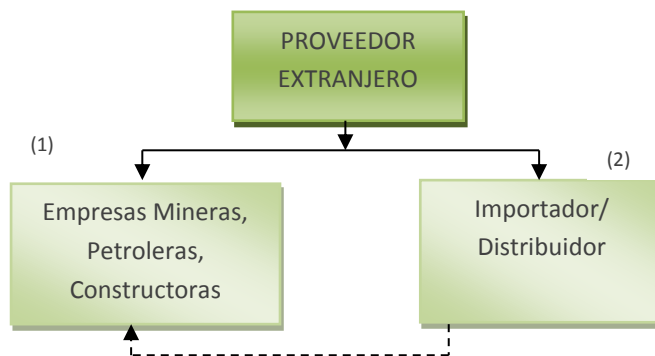 PROVEEDOR
EXTRANJERO
(1)
(2)
Empresas Mineras,
Petroleras,
Constructoras
Importador/
Distribuidor